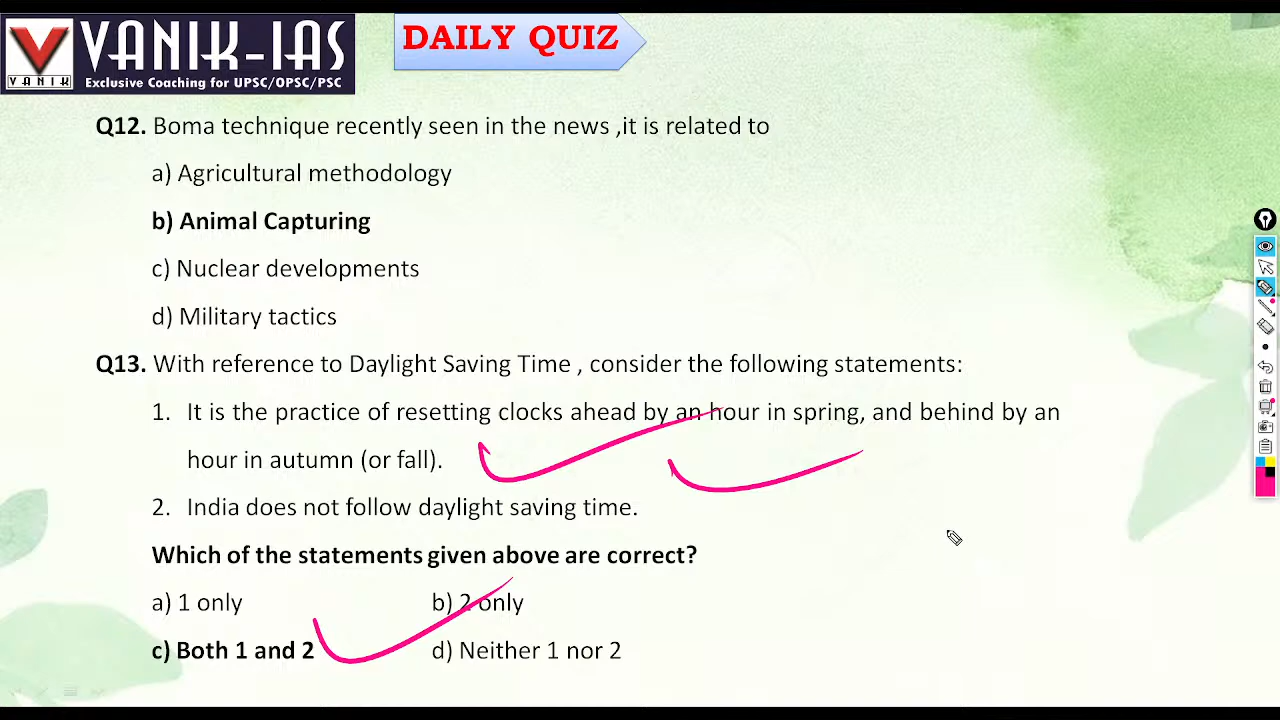 VANIK-IAS
VANIK
Exclusive Coaching for UPSC/OPSC/PSC
DAILY QUIZ
Q12. Boma technique recently seen in the news ,it is related to
a) Agricultural methodology
b) Animal Capturing
c) Nuclear developments
d) Military tactics
Q13. With reference to Daylight Saving Time , consider the following statements:
1. It is the practice of resetting clocks ahead by an hour in spring, and behind by an
hour in autumn (or fall).
2. India does not follow daylight saving time.
Which of the statements given above are correct?
a) 1 only b) 2 only
c) Both 1 and 2 d) Neither 1 nor 2